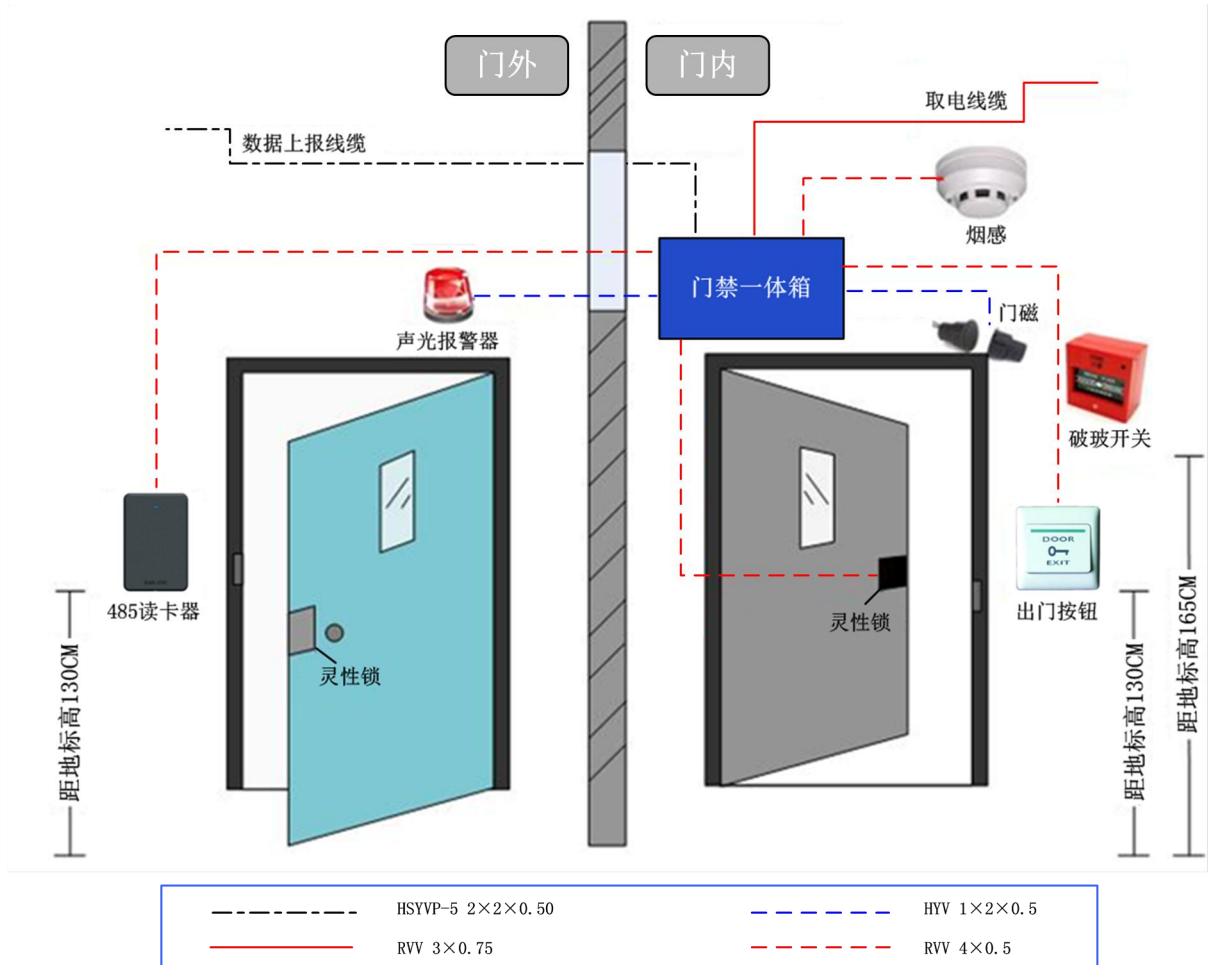 门外
门内
取电线缆
数据上报线缆
烟感
门禁一体箱
门磁
声光报警器
破玻开关
DOOR
EXIT
485读卡器
出门按钮
灵性锁
灵性锁
距地标高130CM
距地标高130CM
距地标高165CM
HSYVP-5 2×2×0.50
HYV 1×2×0.5
RVV 3×0.75
RVV 4×0.5